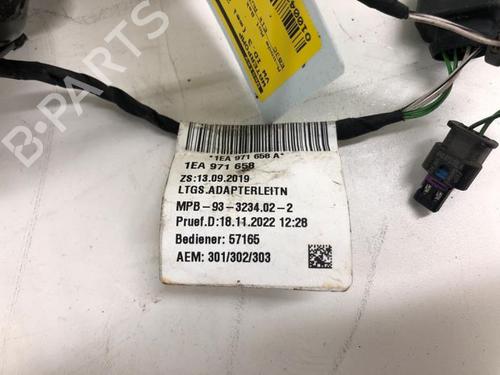 B-PARTS
*1EA 971 658 A*
1EA 971 658
ZS:13.09.2019
LTGS.ADAPTERLEITN
MPB-93-3234.02-2
Pruef.D:18.11.2022 12:28
Bediener: 57165
AEM: 301/302/303